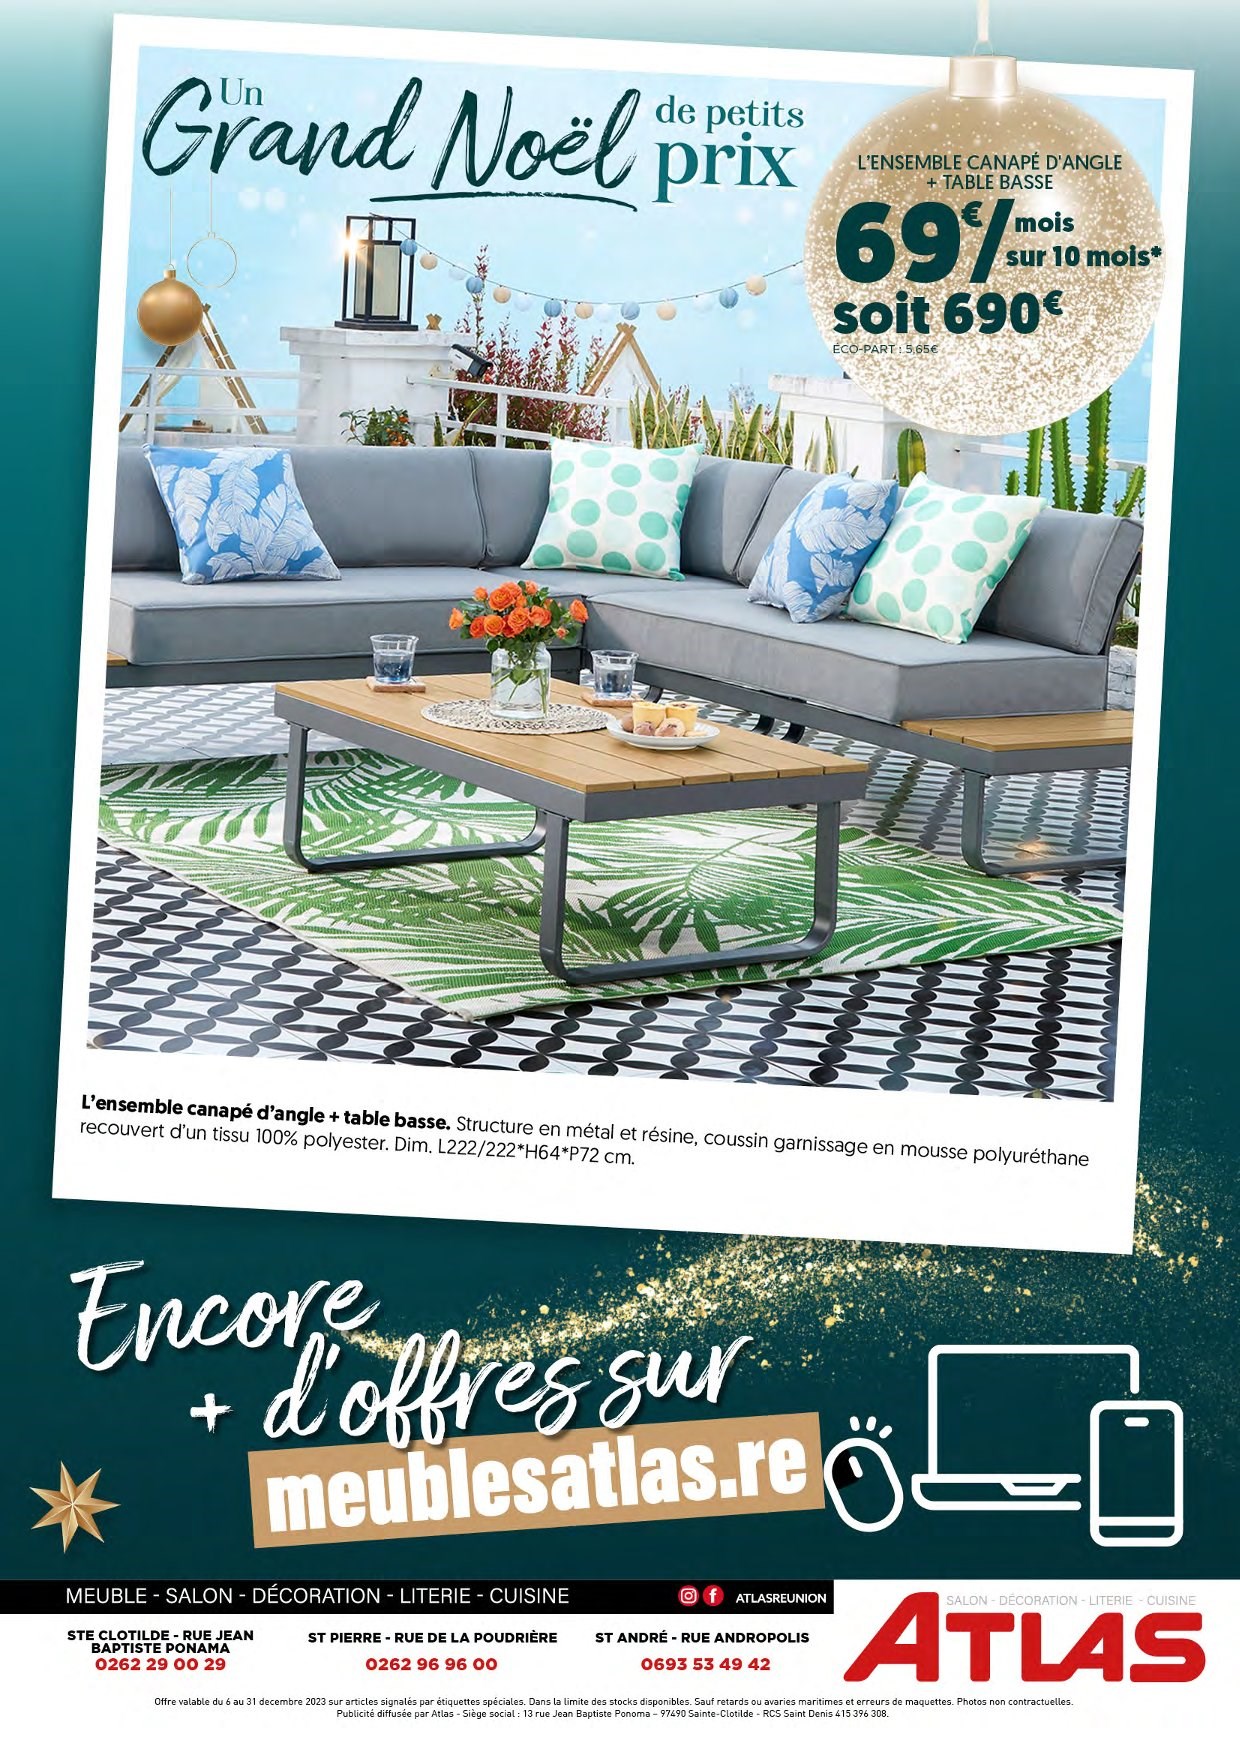 Un
Grand Noël
de petits
prix
L'ENSEMBLE CANAPÉ D'ANGLE
+ TABLE BASSE
69€/mois
sur 10 mois*
soit 690€
ÉCO-PART : 5,65€
L'ensemble canapé d'angle + table basse. Structure en métal et résine, coussin garnissage en mousse polyuréthane
recouvert d'un tissu 100% polyester. Dim. L222/222*H64*P72 cm.
Encore
+ d'offres sur
meublesatlas.re
MEUBLE - SALON - DÉCORATION - LITERIE - CUISINE
ATLASREUNION
SALON - DÉCORATION - LITERIE - CUISINE
ATLAS
STE CLOTILDE - RUE JEAN
BAPTISTE PONAMA
0262 29 00 29
ST PIERRE - RUE DE LA POUDRIÈRE
0262 96 96 00
ST ANDRÉ - RUE ANDROPOLIS
0693 53 49 42
Offre valable du 6 au 31 decembre 2023 sur articles signalés par étiquettes spéciales. Dans la limite des stocks disponibles. Sauf retards ou avaries maritimes et erreurs de maquettes. Photos non contractuelles.
Publicité diffusée par Atlas - Siège social : 13 rue Jean Baptiste Ponoma – 97490 Sainte-Clotilde - RCS Saint Denis 415 396 308.